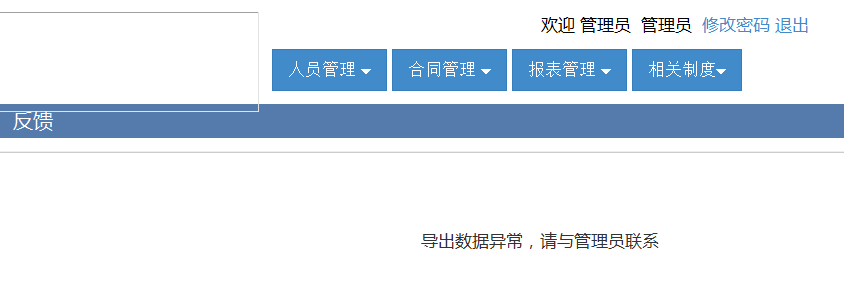 欢迎 管理员 管理员 修改密码 退出
人员管理 合同管理 报表管理 相关制度
反馈
导出数据异常，请与管理员联系